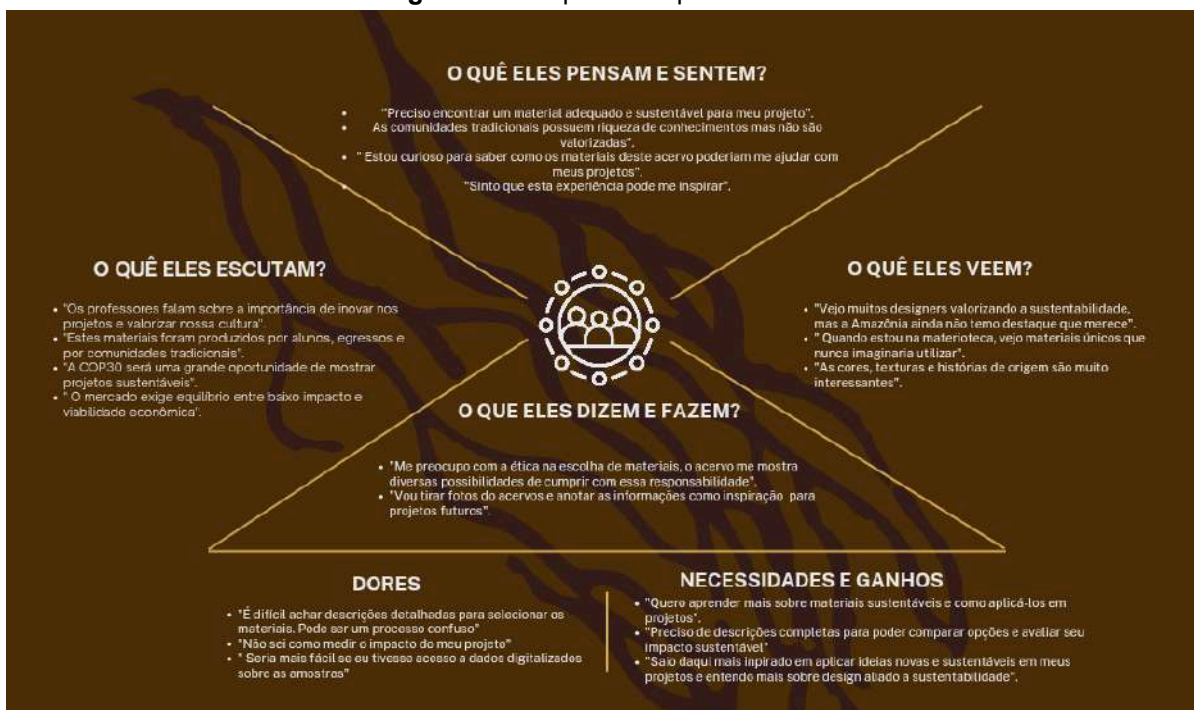 O QUÊ ELES PENSAM E SENTEM?
• "Preciso encontrar um material adequado e sustentável para meu projeto".
• As comunidades tradicionais possuem riqueza de conhecimentos mas não são
valorizadas".
• " Estou curioso para saber como os materiais deste acervo poderiam me ajudar com
meus projetos".
• "Sinto que esta experiência pode me inspirar".
O QUÊ ELES ESCUTAM?
• "Os professores falam sobre a importância de inovar nos
projetos e valorizar nossa cultura".
• "Estes materiais foram produzidos por alunos, egressos e
por comunidades tradicionais".
• "A COP30 será uma grande oportunidade de mostrar
projetos sustentáveis".
• " O mercado exige equilíbrio entre baixo impacto e
viabilidade econômica".
O QUÊ ELES VEEM?
• "Vejo muitos designers valorizando a sustentabilidade,
mas a Amazônia ainda não temo destaque que merece".
• " Quando estou na materioteca, vejo materiais únicos que
nunca imaginaria utilizar".
• "As cores, texturas e histórias de origem são muito
interessantes".
O QUE ELES DIZEM E FAZEM?
• "Me preocupo com a ética na escolha de materiais, o acervo me mostra
diversas possibilidades de cumprir com essa responsabilidade".
• "Vou tirar fotos do acervos e anotar as informações como inspiração para
projetos futuros".
DORES
• "É difícil achar descrições detalhadas para selecionar os
materiais. Pode ser um processo confuso"
• "Não sei como medir o impacto do meu projeto"
• " Seria mais fácil se eu tivesse acesso a dados digitalizados
sobre as amostras"
NECESSIDADES E GANHOS
• "Quero aprender mais sobre materiais sustentáveis e como aplicá-los em
projetos".
• "Preciso de descrições completas para poder comparar opções e avaliar seu
impacto sustentável"
• "Saio daqui mais inpirado em aplicar ideias novas e sustentáveis em meus
projetos e entendo mais sobre design aliado a sustentabilidade".